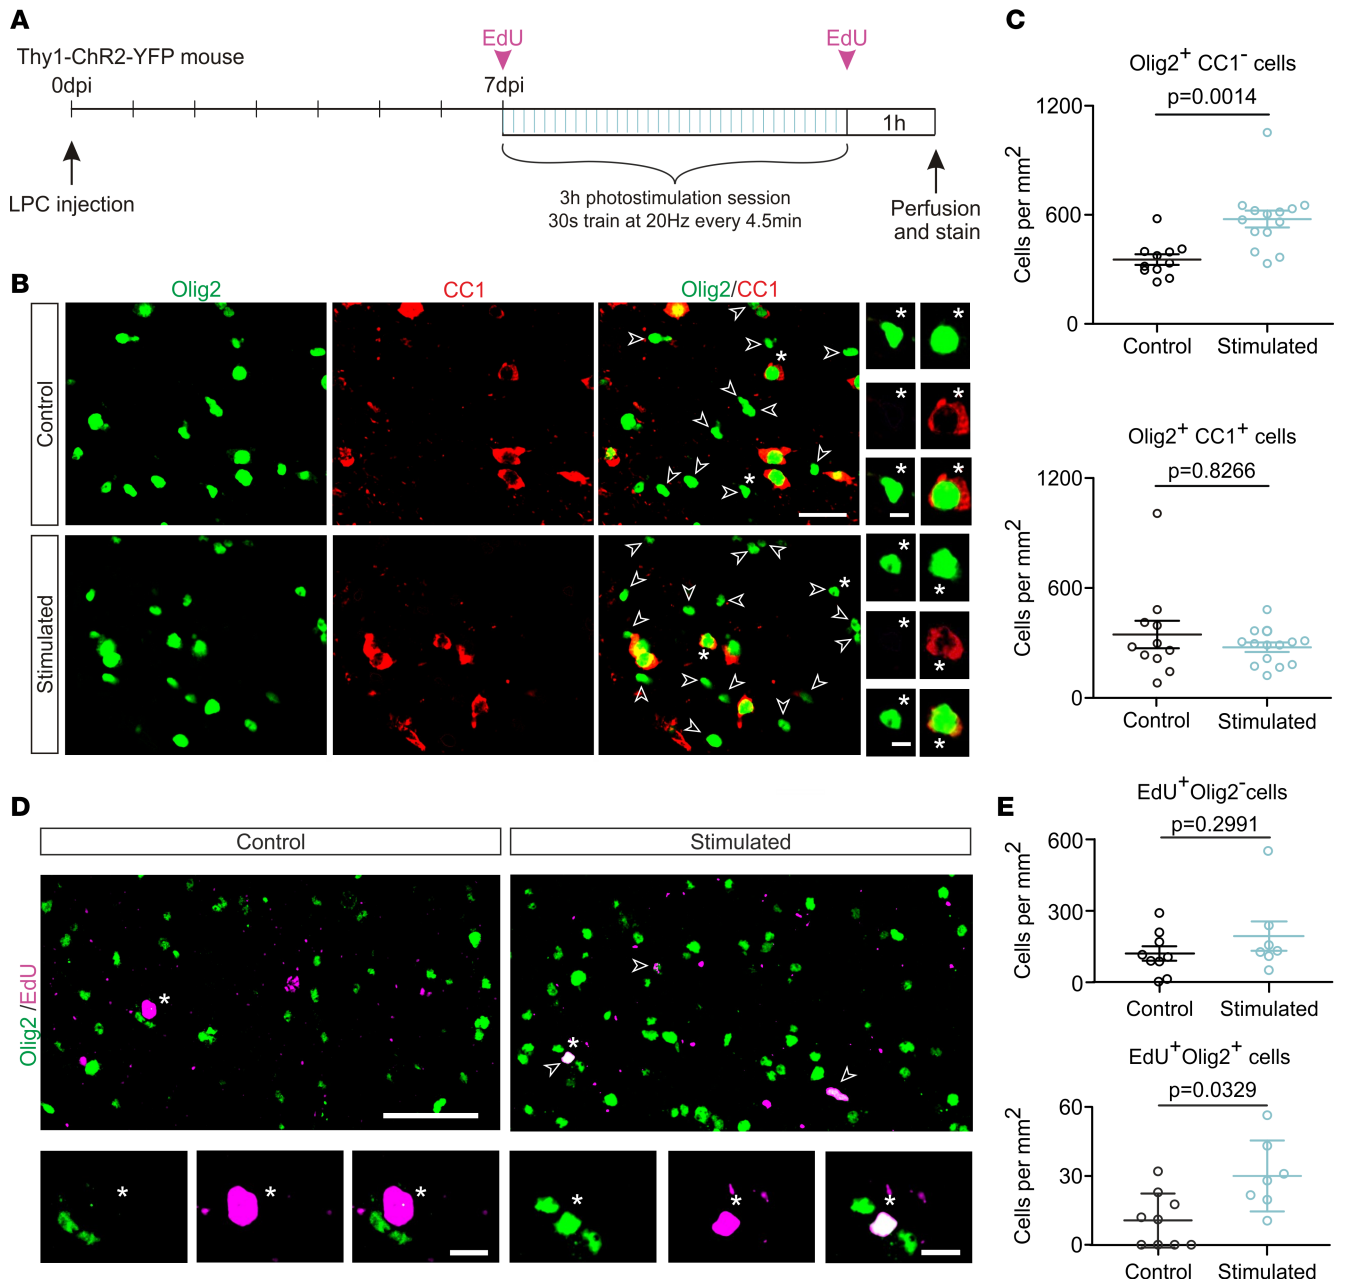 A
Thy1-ChR2-YFP mouse
EdU
EdU
0dpi
7dpi
1h
LPC injection
3h photostimulation session
30s train at 20Hz every 4.5min
Perfusion
and stain
B
Olig2
CC1
Olig2/CC1
Control
*
*
*
*
*
*
*
*
Stimulated
*
*
*
*
*
*
*
*
C
Olig2+ CC1- cells
p=0.0014
1200
600
0
Cells per mm2
Control
Stimulated
Olig2+ CC1+ cells
p=0.8266
1200
600
0
Cells per mm2
Control
Stimulated
D
Control
Stimulated
Olig2 /EdU
*
*
*
*
*
*
*
*
E
EdU+Olig2-cells
p=0.2991
600
300
0
Cells per mm2
Control
Stimulated
EdU+Olig2+ cells
p=0.0329
60
30
0
Cells per mm2
Control
Stimulated